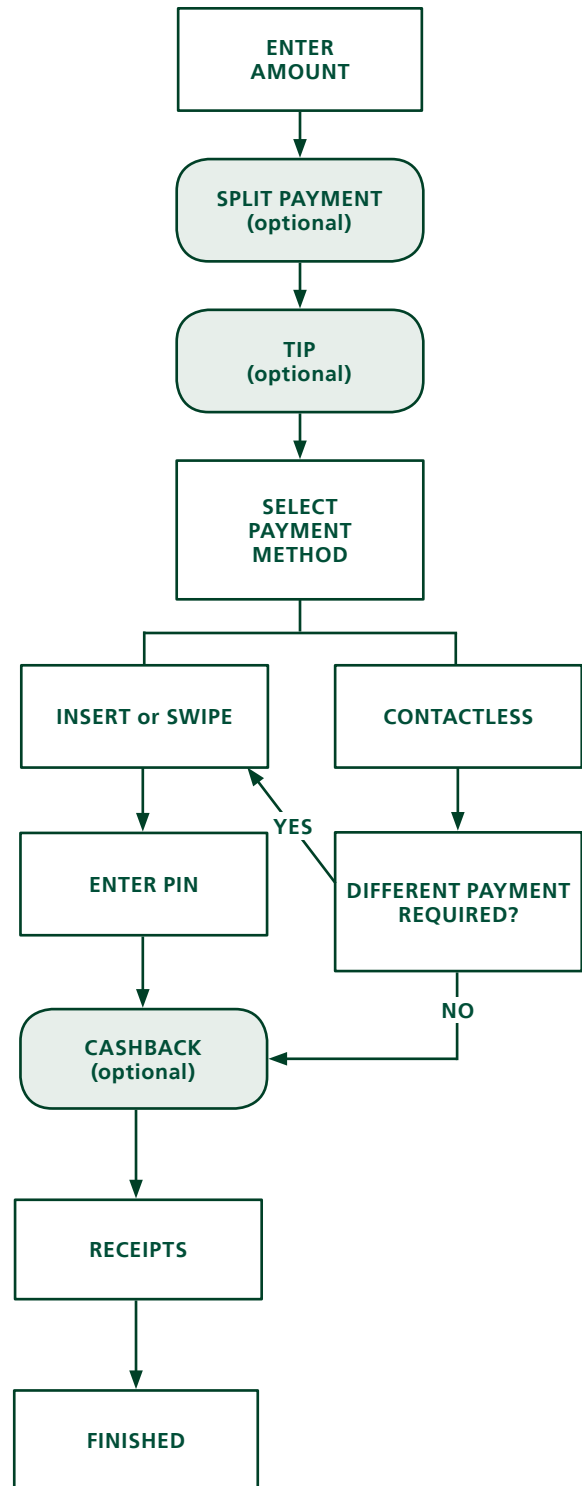 ENTER
AMOUNT
SPLIT PAYMENT
(optional)
TIP
(optional)
SELECT
PAYMENT
METHOD
INSERT or SWIPE
CONTACTLESS
YES
ENTER PIN
DIFFERENT PAYMENT
REQUIRED?
NO
CASHBACK
(optional)
RECEIPTS
FINISHED